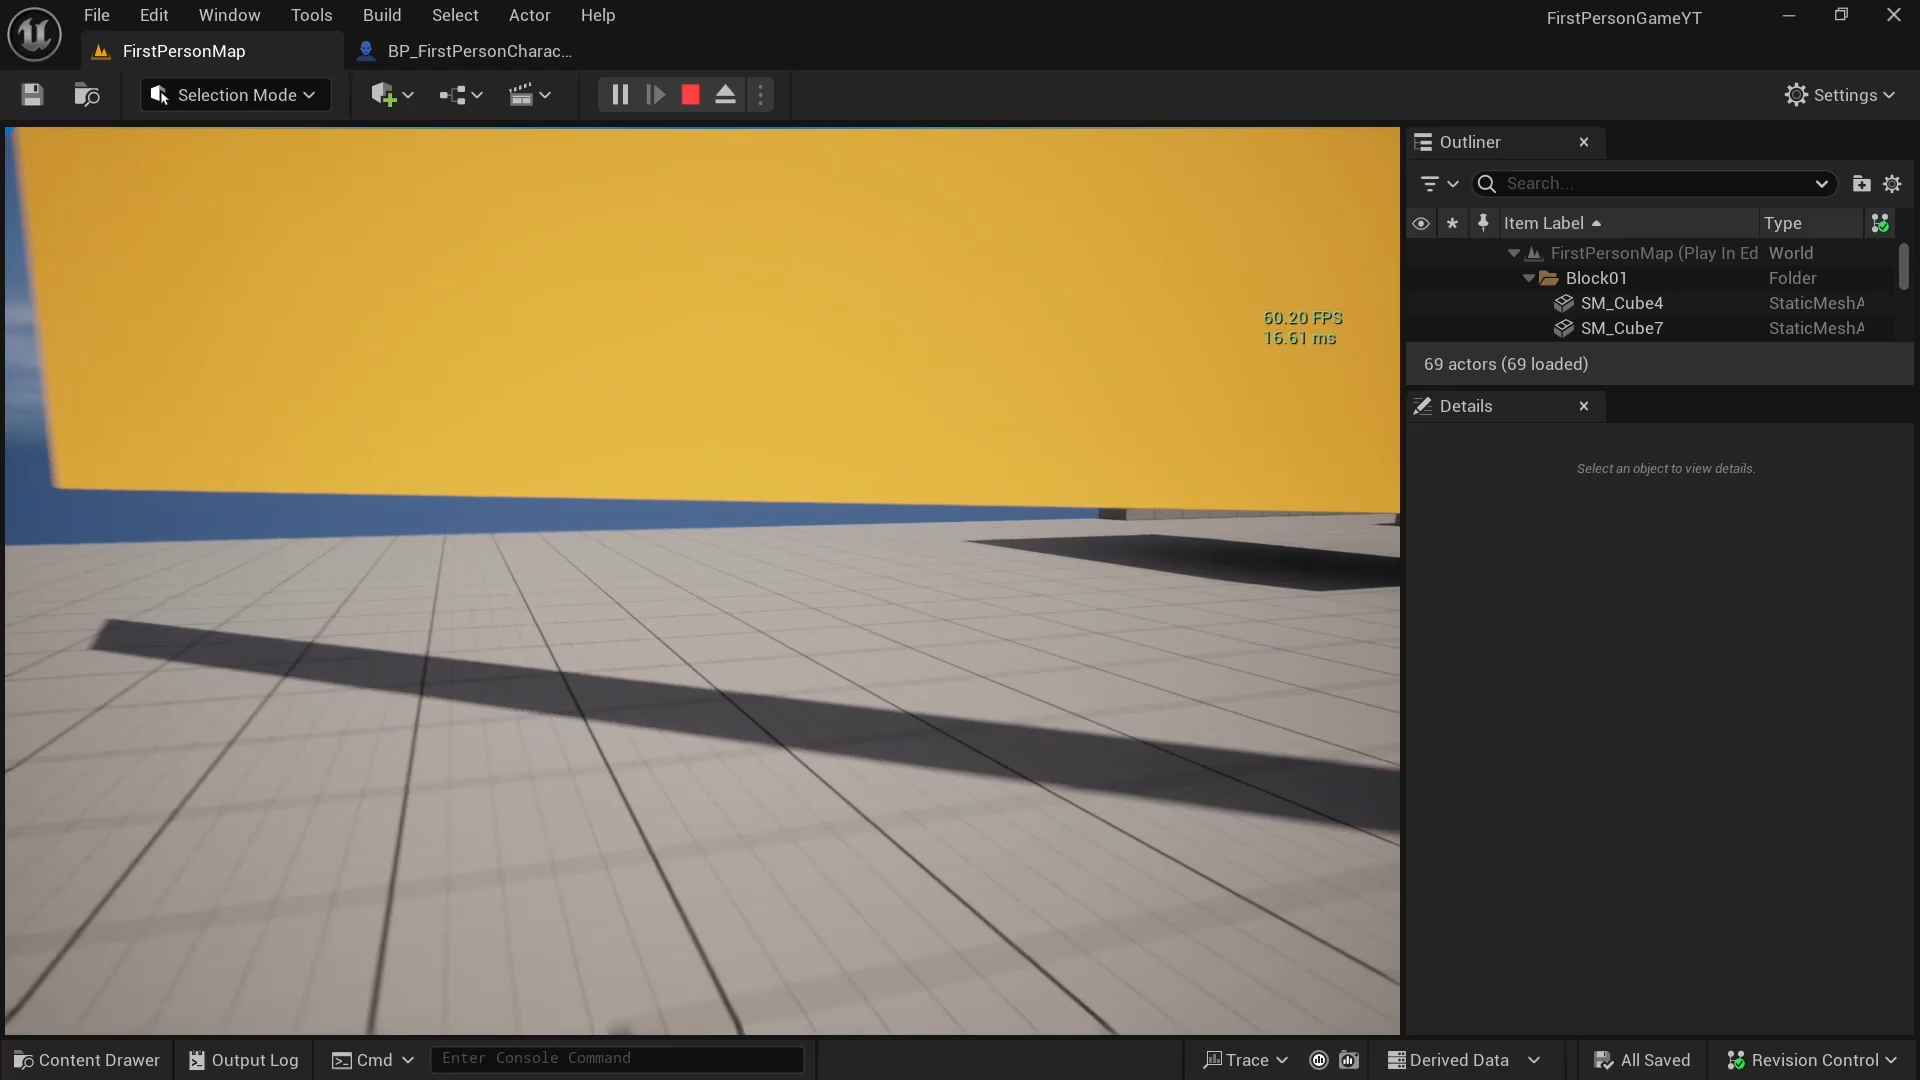 File Edit Window Tools Build Select Actor Help
FirstPersonGameYT
FirstPersonMap
BP_FirstPersonCharac...
Selection Mode
Settings
Outliner
Search...
Item Label
Type
FirstPersonMap (Play In Ed World
Block01 Folder
SM_Cube4 StaticMeshA
SM_Cube7 StaticMeshA
60.20 FPS
16.61 ms
69 actors (69 loaded)
Details
Select an object to view details.
Content Drawer
Output Log
Cmd
Enter Console Command
Trace
Derived Data
All Saved
Revision Control